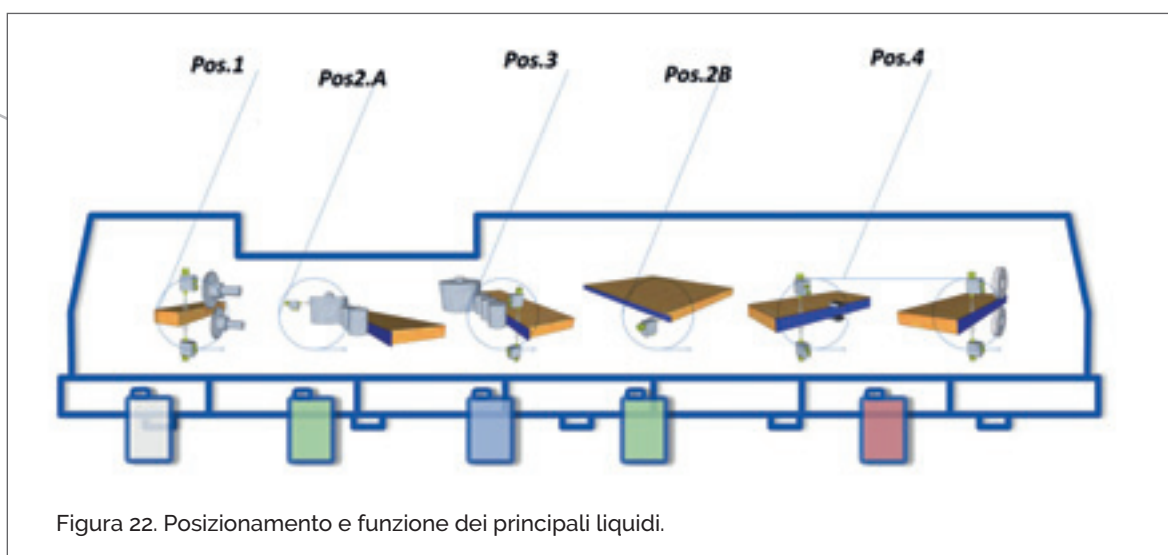 Pos.1
Pos2.A
Pos.3
Pos.2B
Pos.4
Figura 22. Posizionamento e funzione dei principali liquidi.